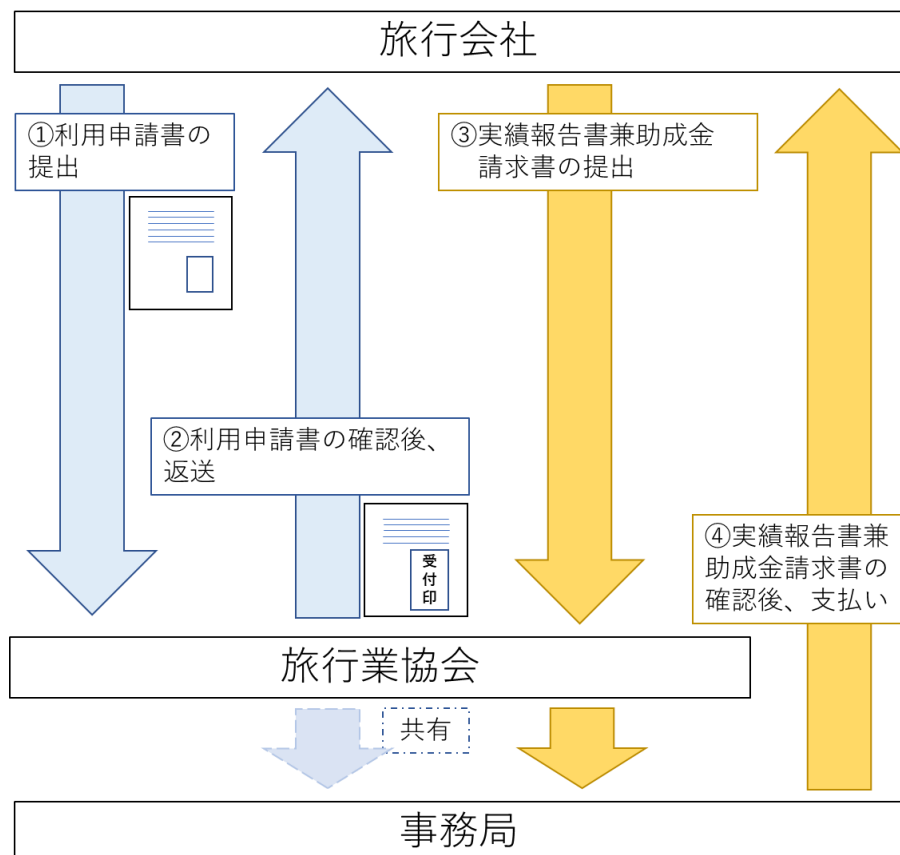 旅行会社
①利用申請書の
提出
③実績報告書兼助成金
請求書の提出
②利用申請書の確認後、
返送
受
付
印
④実績報告書兼
助成金請求書の
確認後、支払い
旅行業協会
共有
事務局